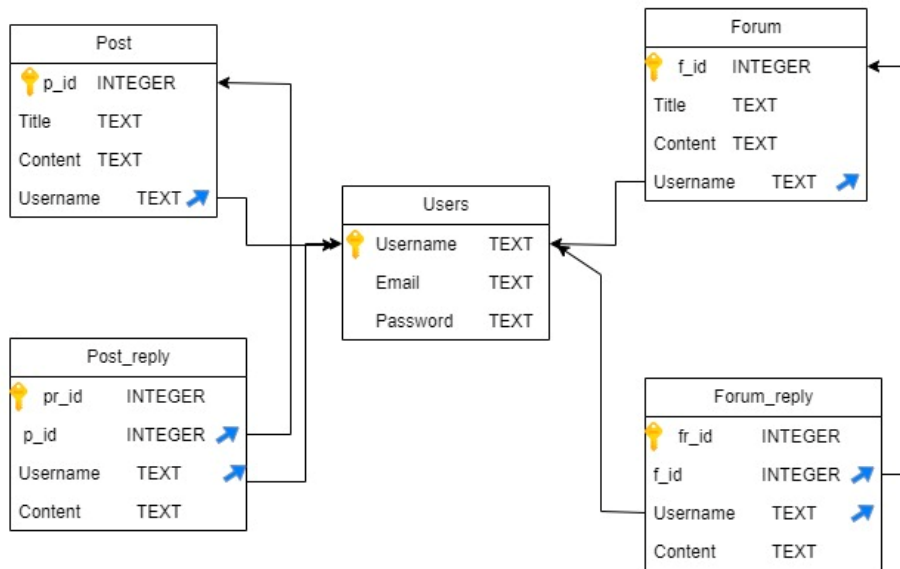 Post
p_id INTEGER
Title TEXT
Content TEXT
Username TEXT
Forum
f_id INTEGER
Title TEXT
Content TEXT
Username TEXT
Users
Username TEXT
Email TEXT
Password TEXT
Post_reply
pr_id INTEGER
p_id INTEGER
Username TEXT
Content TEXT
Forum_reply
fr_id INTEGER
f_id INTEGER
Username TEXT
Content TEXT